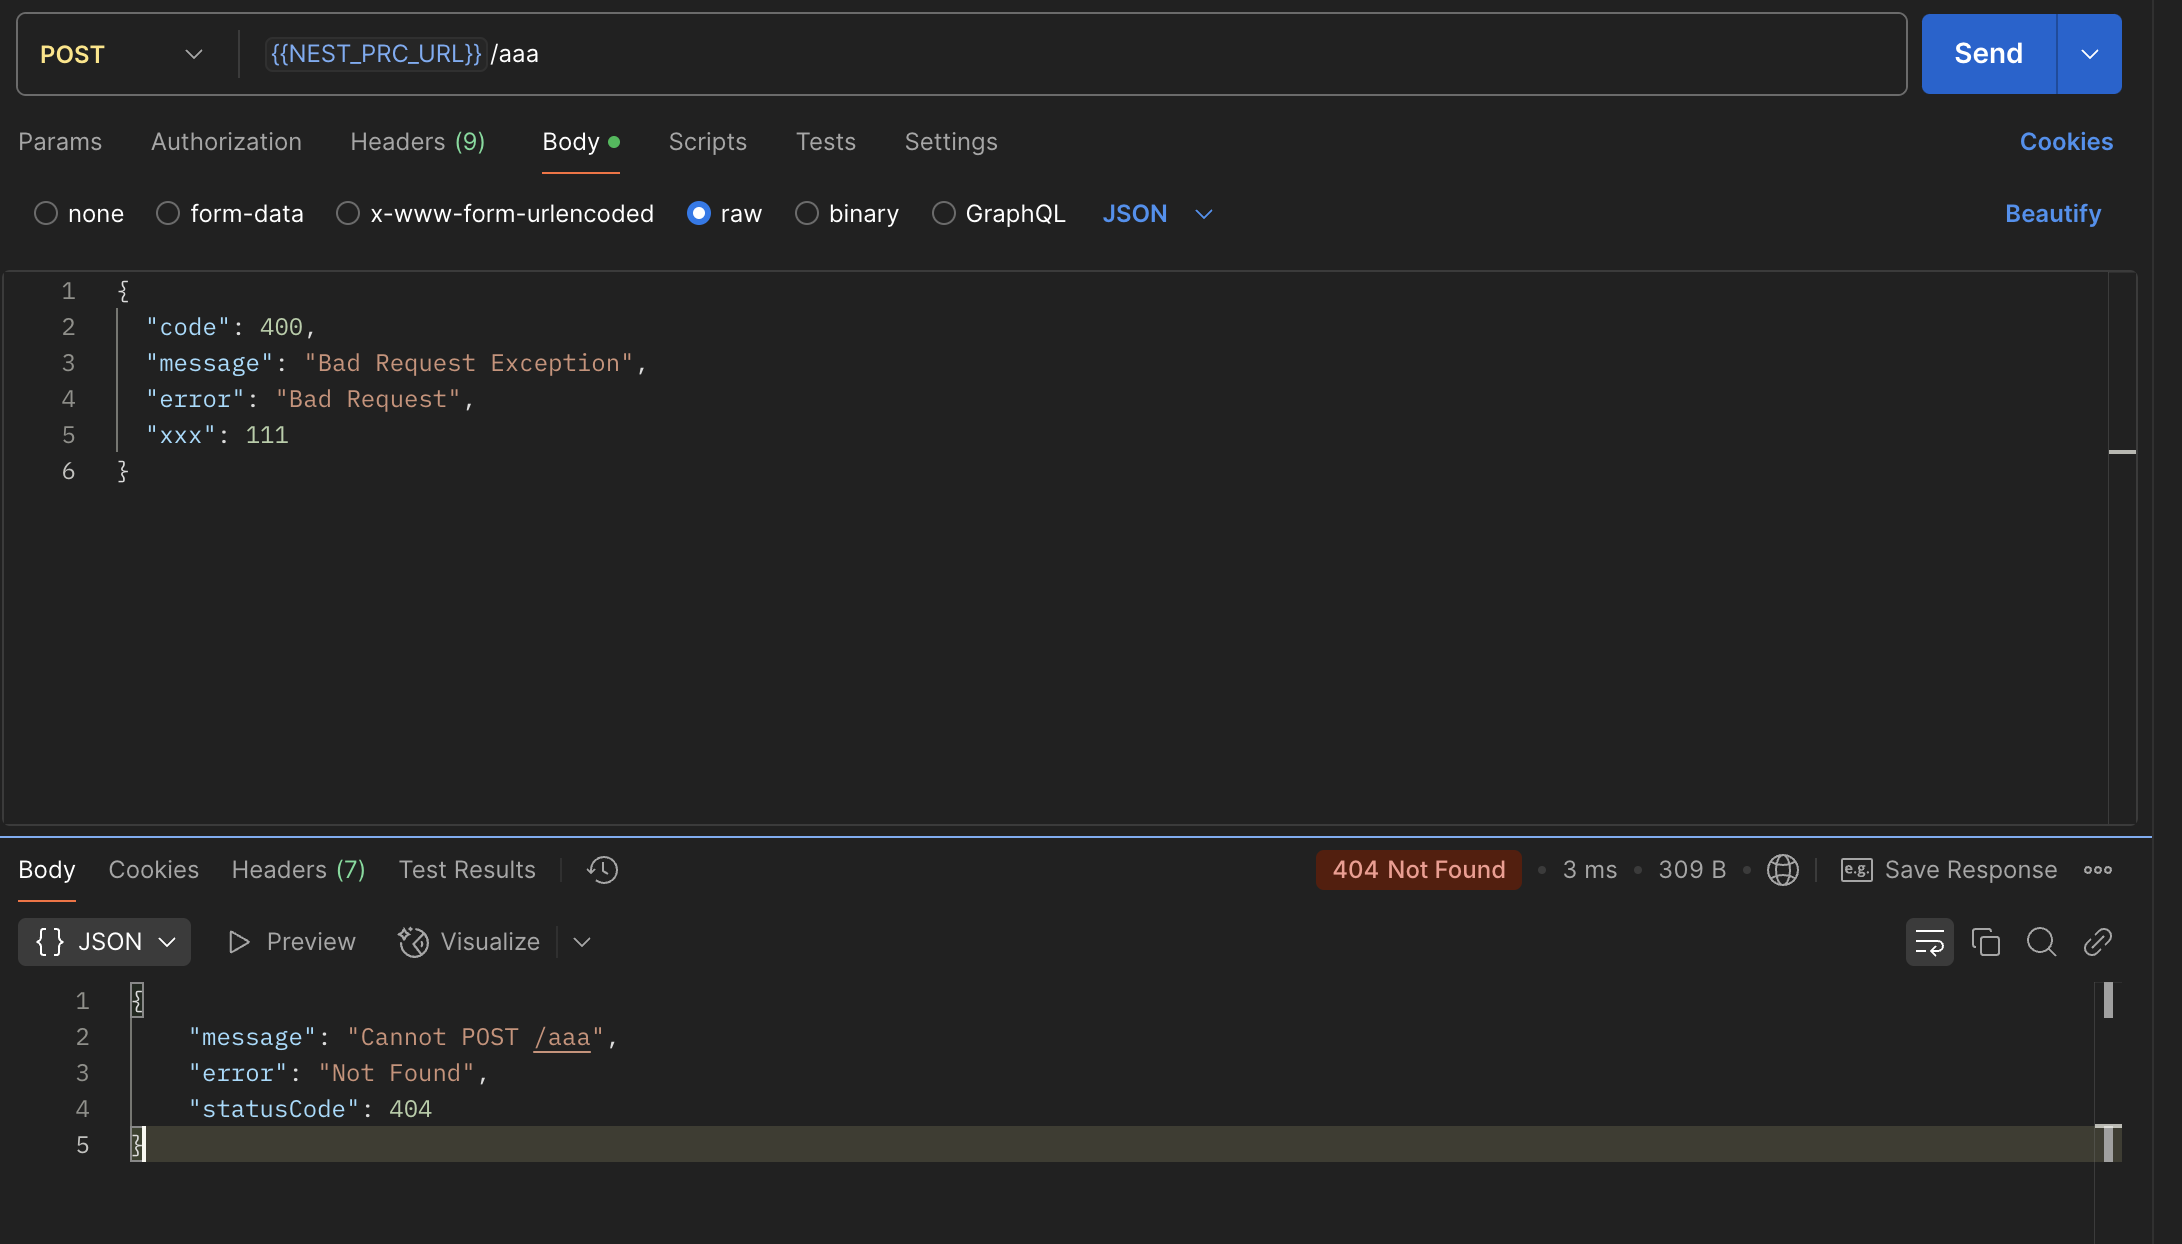 POST {{NEST_PRC_URL}}/aaa Send
Params Authorization Headers (9) Body Scripts Tests Settings Cookies
none form-data x-www-form-urlencoded raw binary GraphQL JSON Beautify
1 {
2 "code": 400,
3 "message": "Bad Request Exception",
4 "error": "Bad Request",
5 "xxx": 111
6 }
Body Cookies Headers (7) Test Results 404 Not Found • 3 ms • 309 B • e.g. Save Response
{} JSON Preview Visualize
1 {
2 "message": "Cannot POST /aaa",
3 "error": "Not Found",
4 "statusCode": 404
5 }